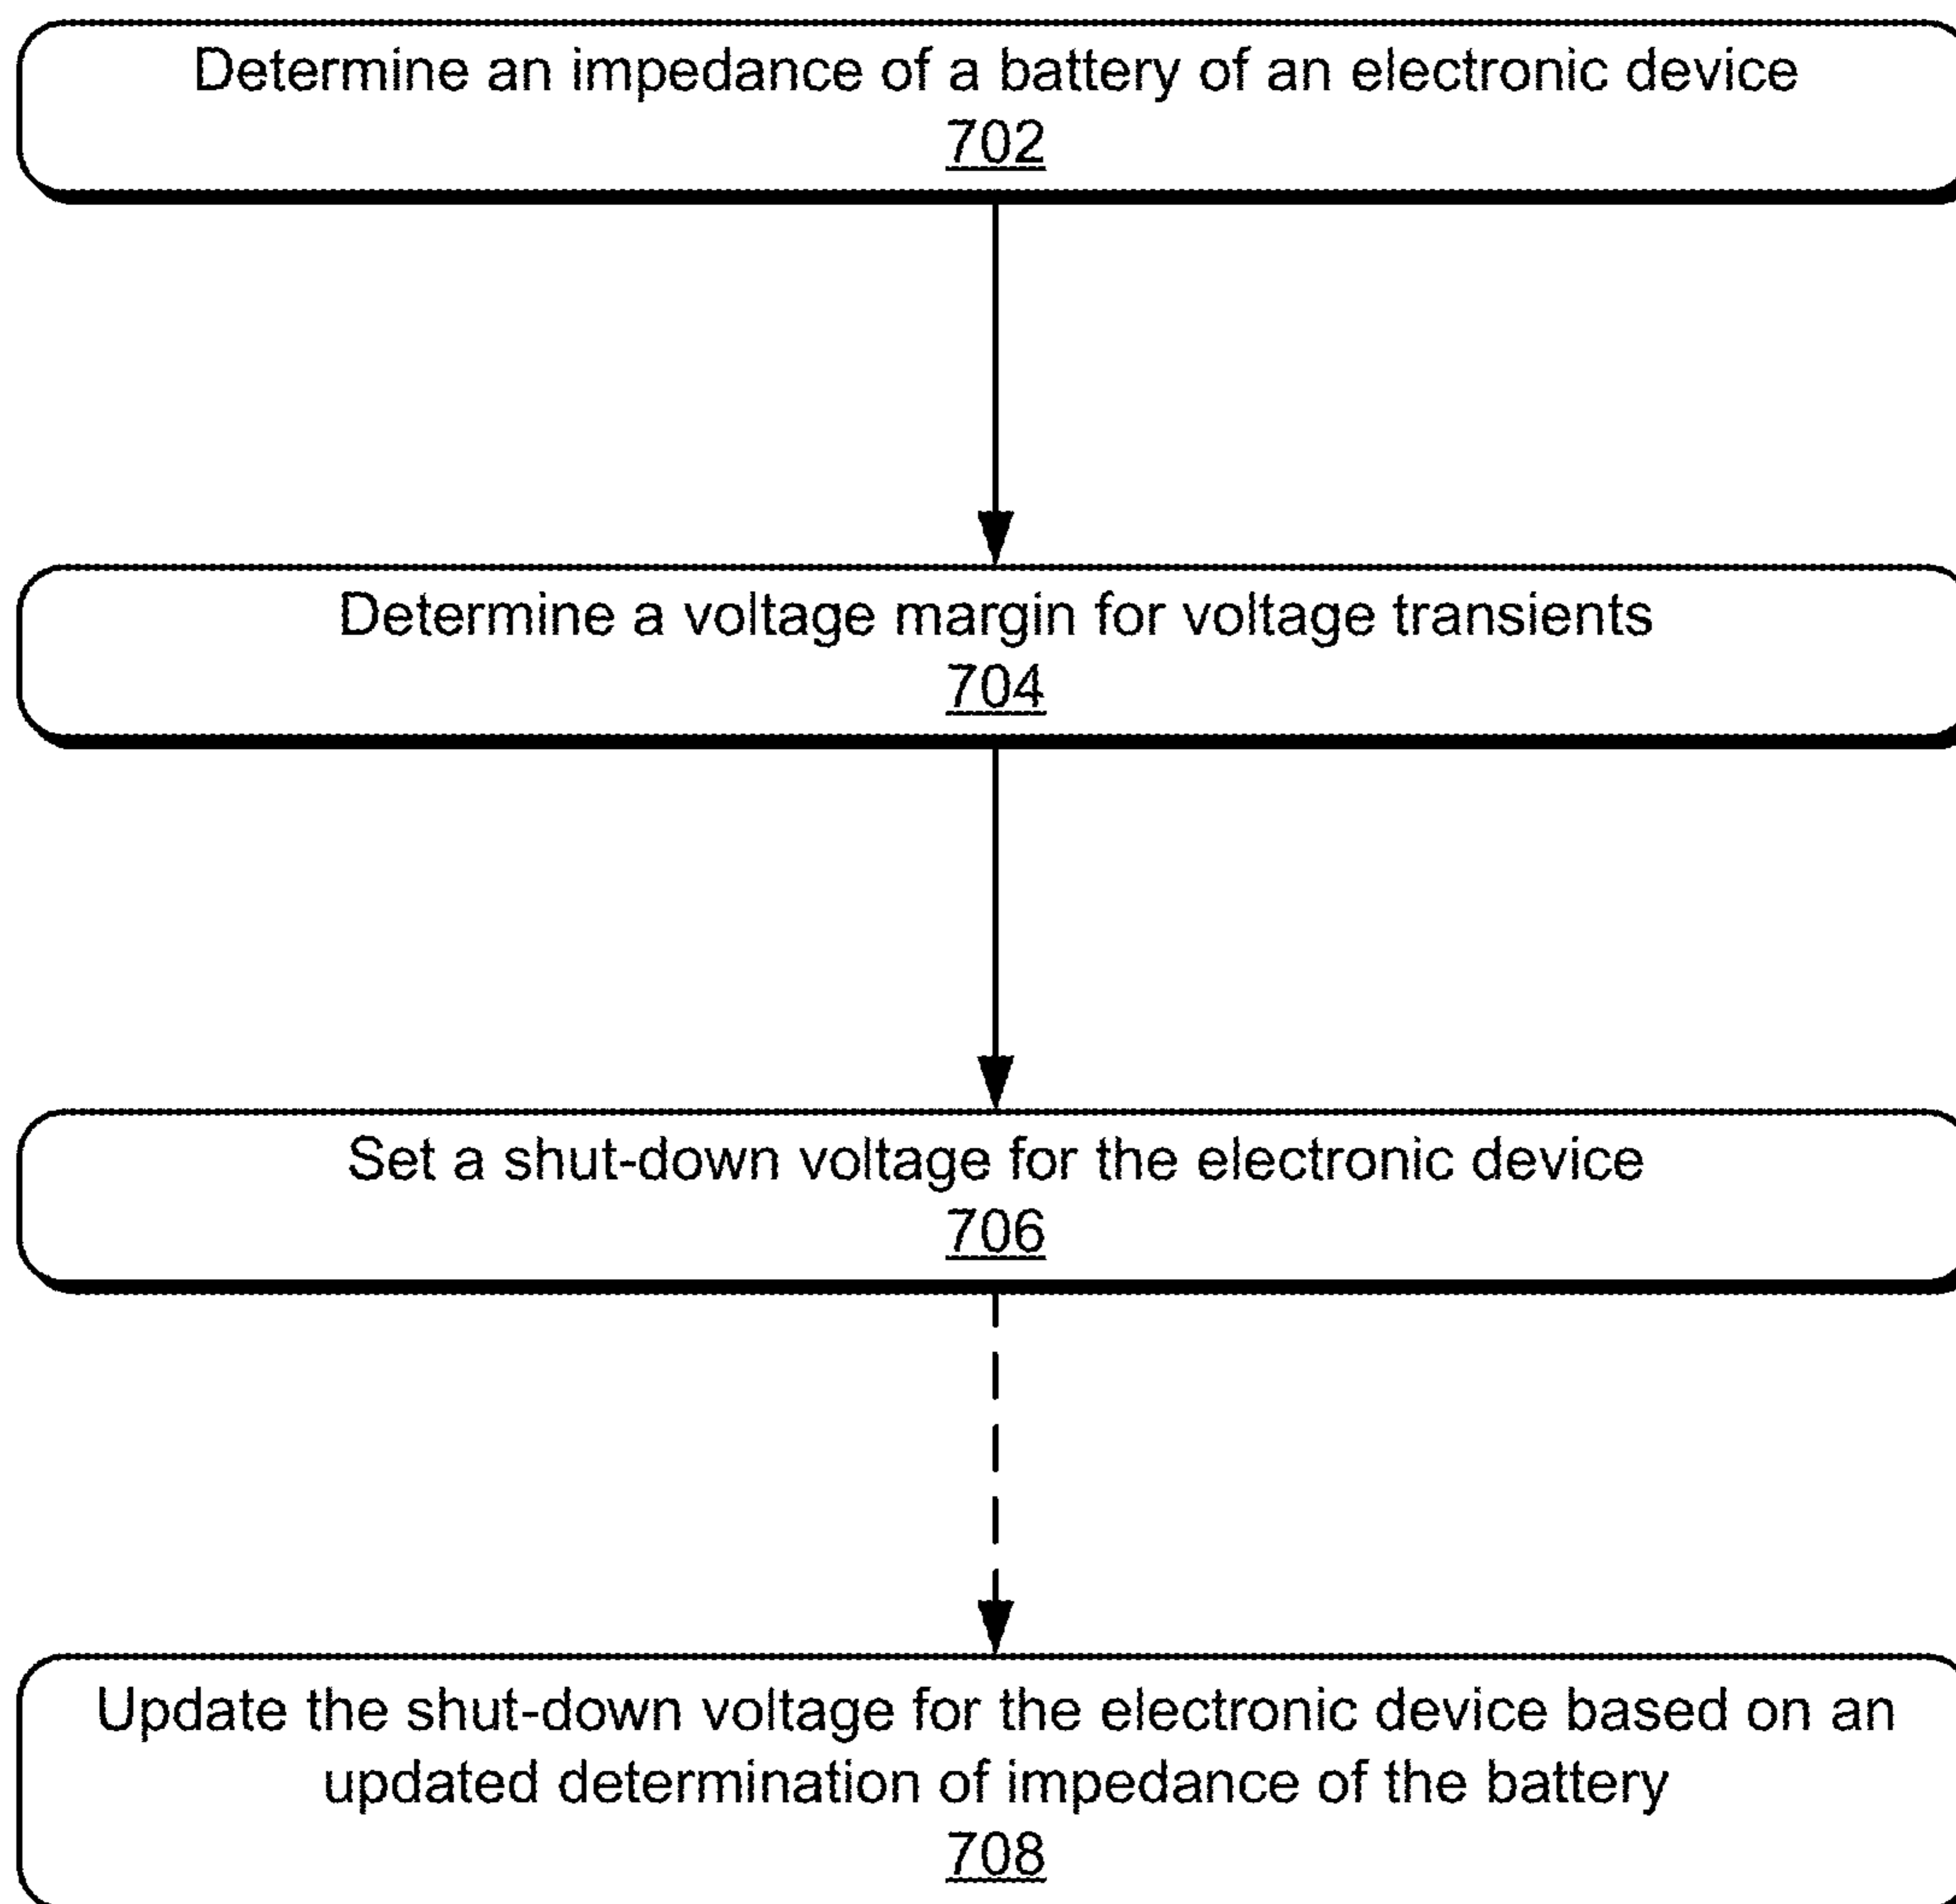 Determine an impedance of a battery of an electronic device
702
Determine a voltage margin for voltage transients
704
Set a shut-down voltage for the electronic device
706
Update the shut-down voltage for the electronic device based on an
updated determination of impedance of the battery
708